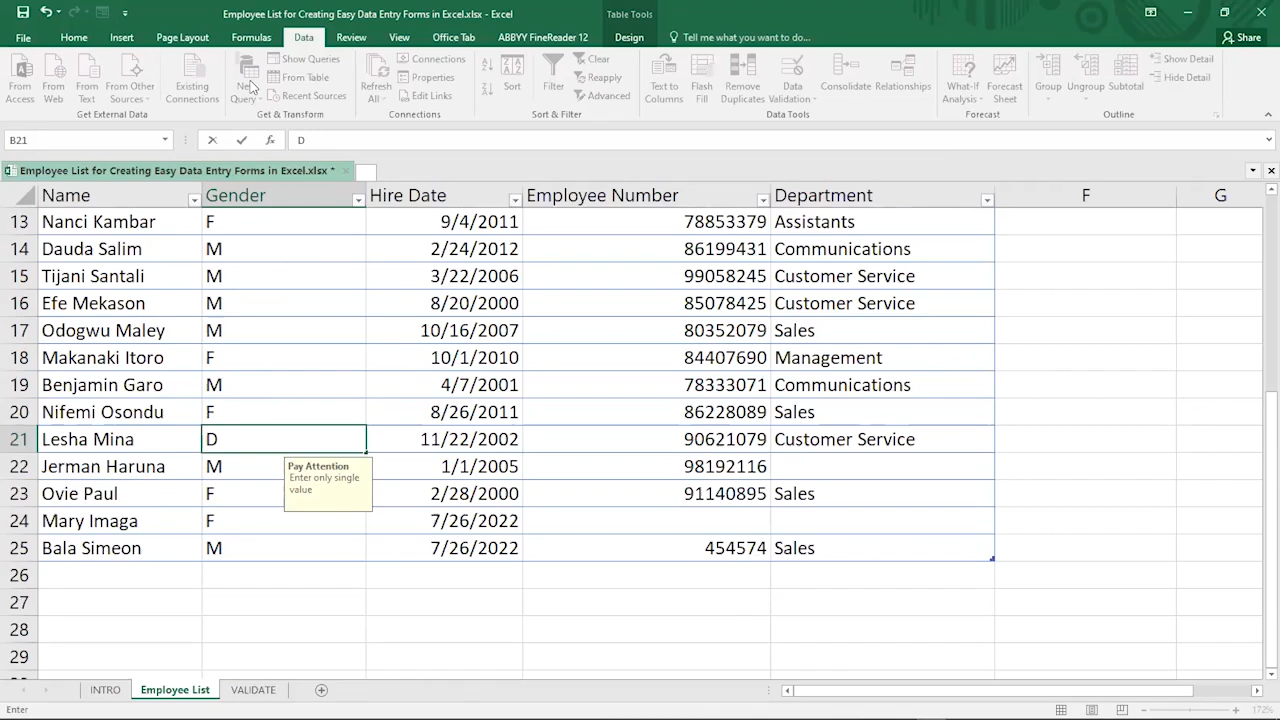 Employee List for Creating Easy Data Entry Forms in Excel.xlsx - Excel
Table Tools
File Home Insert Page Layout Formulas Data Review View Office Tab ABBYY FineReader 12 Design Tell me what you want to do... Share
From Access
From Web
From Text
From Other Sources
Existing Connections
Get External Data
New Query
Show Queries
From Table
Recent Sources
Get & Transform
Refresh All
Connections
Properties
Edit Links
Connections
Sort
Filter
Clear
Reapply
Advanced
Sort & Filter
Text to Columns
Flash Fill
Remove Duplicates
Data Validation
Consolidate
Relationships
Data Tools
What-If Analysis
Forecast Sheet
Forecast
Group
Ungroup
Subtotal
Show Detail
Hide Detail
Outline
B21 fx D
Employee List for Creating Easy Data Entry Forms in Excel.xlsx *
Name Gender Hire Date Employee Number Department F G
13 Nanci Kambar F 9/4/2011 78853379 Assistants
14 Dauda Salim M 2/24/2012 86199431 Communications
15 Tijani Santali M 3/22/2006 99058245 Customer Service
16 Efe Mekason M 8/20/2000 85078425 Customer Service
17 Odogwu Maley M 10/16/2007 80352079 Sales
18 Makanaki Itoro F 10/1/2010 84407690 Management
19 Benjamin Garo M 4/7/2001 78333071 Communications
20 Nifemi Osondu F 8/26/2011 86228089 Sales
21 Lesha Mina D 11/22/2002 90621079 Customer Service
22 Jerman Haruna M 1/1/2005 98192116
Pay Attention
Enter only single
value
23 Ovie Paul F 2/28/2000 91140895 Sales
24 Mary Imaga F 7/26/2022
25 Bala Simeon M 7/26/2022 454574 Sales
26
27
28
29
INTRO Employee List VALIDATE
Enter 172%